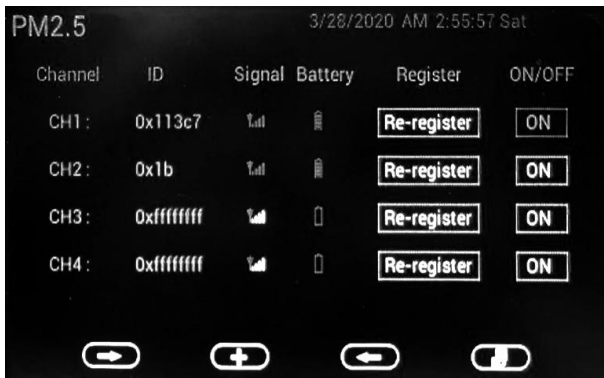 PM2.5 3/28/2020 AM 2:55:57 Sat
Channel ID Signal Battery Register ON/OFF
CH1 : 0x113c7 Re-register ON
CH2 : 0x1b Re-register ON
CH3 : 0xffffffff Re-register ON
CH4 : 0xffffffff Re-register ON